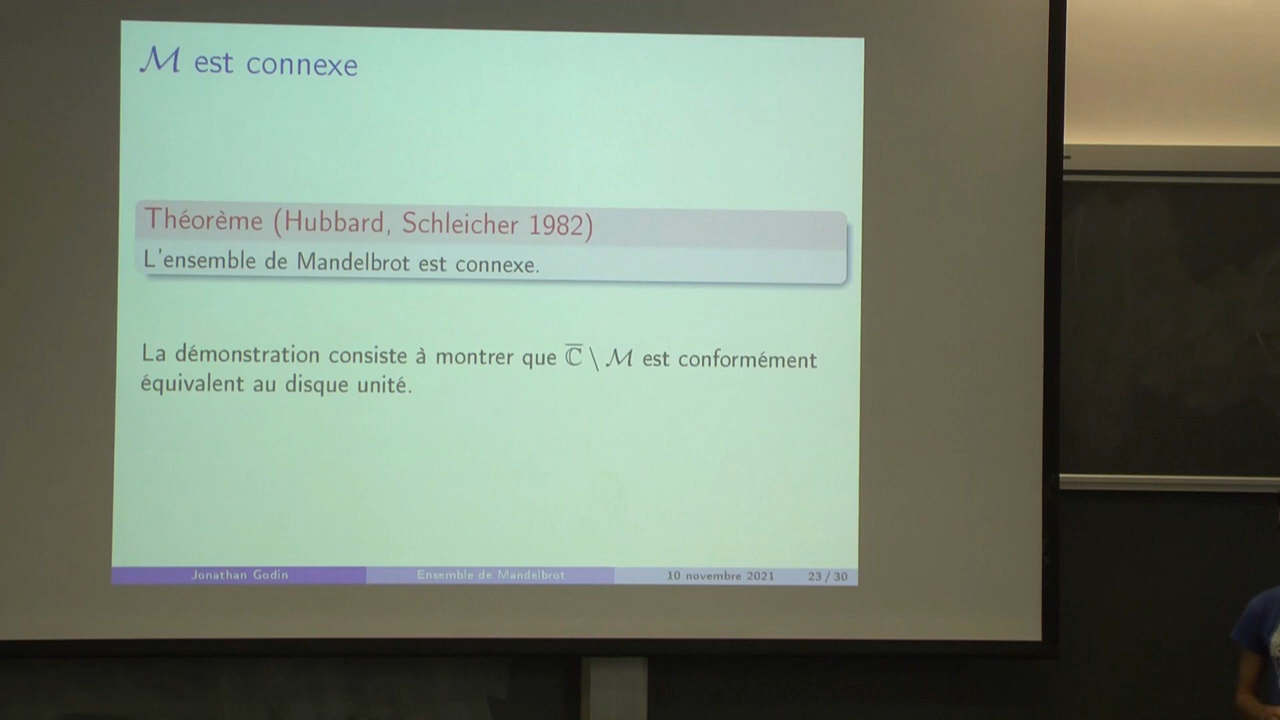 ℳ est connexe
Théorème (Hubbard, Schleicher 1982)
L'ensemble de Mandelbrot est connexe.
La démonstration consiste à montrer que ℂ̅ \ ℳ est conformément
équivalent au disque unité.
Jonathan Godin Ensemble de Mandelbrot 10 novembre 2021 23 / 30